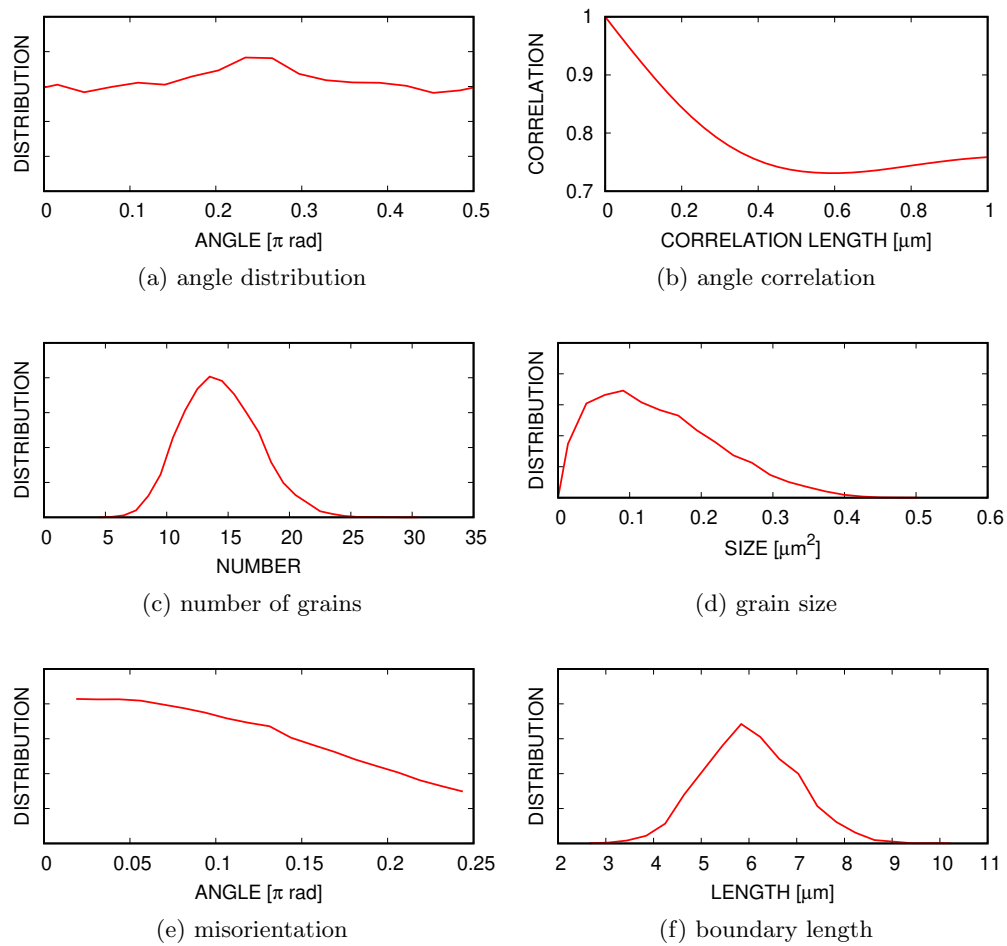 DISTRIBUTION
0 0.1 0.2 0.3 0.4 0.5
ANGLE [π rad]
(a) angle distribution
CORRELATION
1
0.9
0.8
0.7
0 0.2 0.4 0.6 0.8 1
CORRELATION LENGTH [μm]
(b) angle correlation
DISTRIBUTION
0 5 10 15 20 25 30 35
NUMBER
(c) number of grains
DISTRIBUTION
0 0.1 0.2 0.3 0.4 0.5 0.6
SIZE [μm²]
(d) grain size
DISTRIBUTION
0 0.05 0.1 0.15 0.2 0.25
ANGLE [π rad]
(e) misorientation
DISTRIBUTION
2 3 4 5 6 7 8 9 10 11
LENGTH [μm]
(f) boundary length